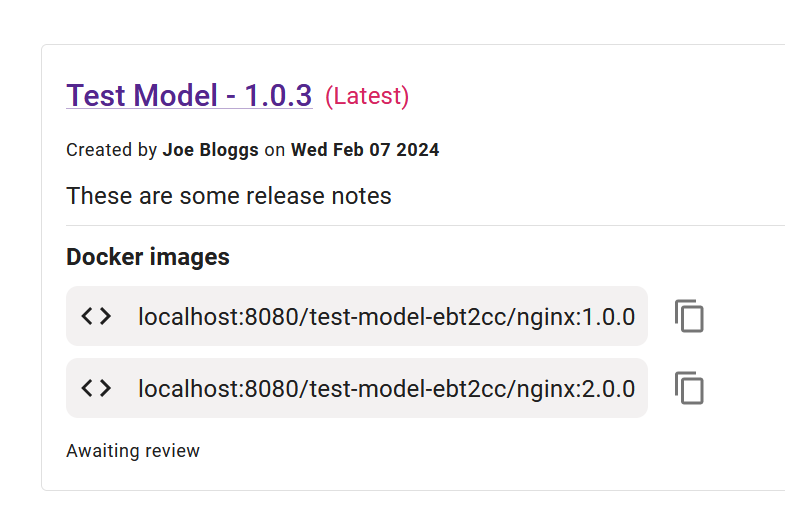 Test Model - 1.0.3 (Latest)
Created by Joe Bloggs on Wed Feb 07 2024
These are some release notes
Docker images
localhost:8080/test-model-ebt2cc/nginx:1.0.0
localhost:8080/test-model-ebt2cc/nginx:2.0.0
Awaiting review